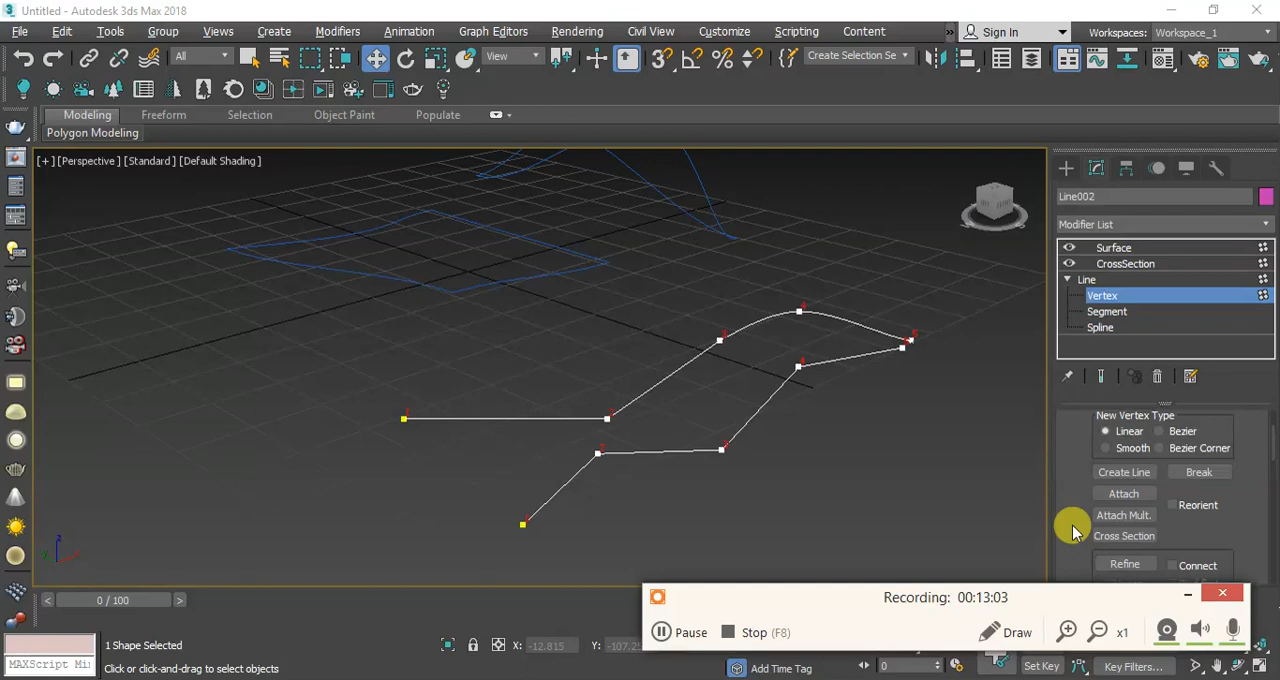 Untitled - Autodesk 3ds Max 2018
File Edit Tools Group Views Create Modifiers Animation Graph Editors Rendering Civil View Customize Scripting Content » Sign In Workspaces: Workspace_1
All View Create Selection Se
Modeling Freeform Selection Object Paint Populate
Polygon Modeling
[+] [Perspective] [Standard] [Default Shading]
Line002
Modifier List
Surface
CrossSection
Line
Vertex
Segment
Spline
New Vertex Type
Linear Bezier
Smooth Bezier Corner
Create Line Break
Attach
Reorient
Attach Mult.
Cross Section
Refine Connect
Recording: 00:13:03
Pause Stop (F8) Draw x1
< 0 / 100 >
1 Shape Selected
X: -12.815 Y: -107.25
MAXScript Mi
Click or click-and-drag to select objects
Add Time Tag
0
Set Key Key Filters...